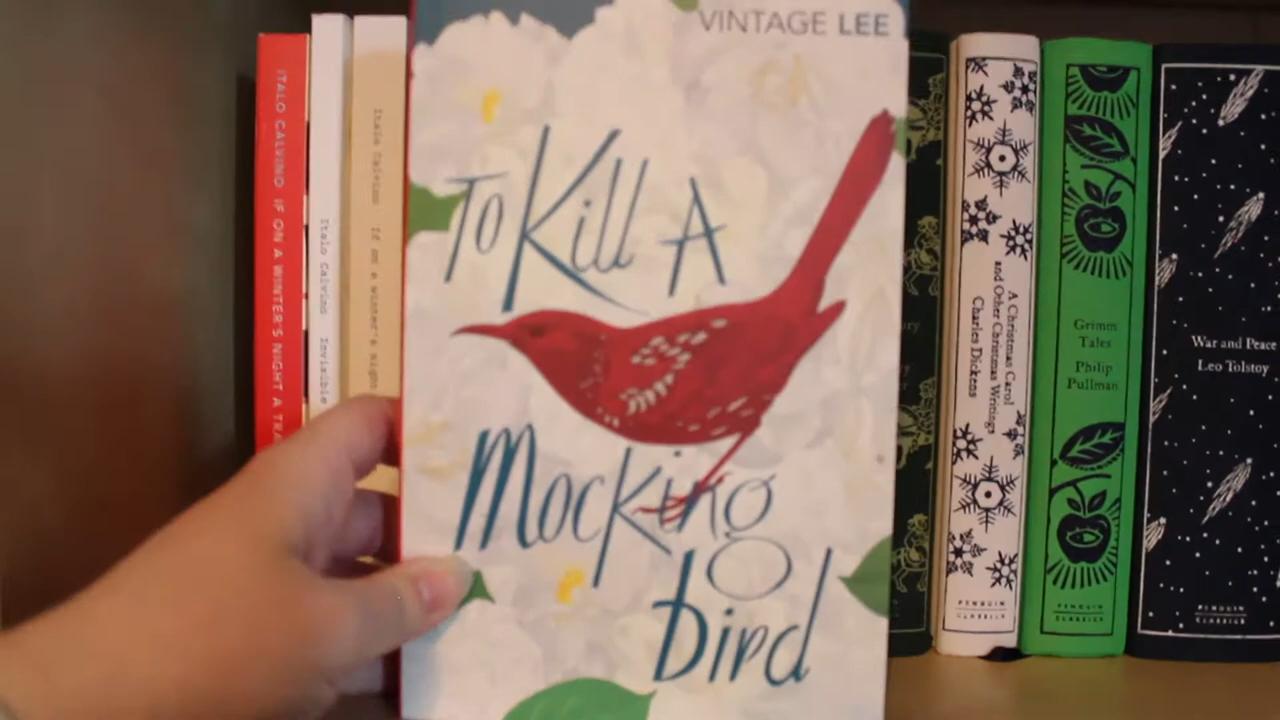 ITALO CALVINO IF ON A WINTER'S NIGHT A TRA
Italo Calvino Invisible
Italo Calvino If on a winter's night
VINTAGE LEE
To Kill A
Mocking
bird
A Christmas Carol
and Other Christmas Writings
Charles Dickens
PENGUIN
CLASSICS
Grimm
Tales
Philip
Pullman
PENGUIN
CLASSICS
War and Peace
Leo Tolstoy
PENGUIN
CLASSICS